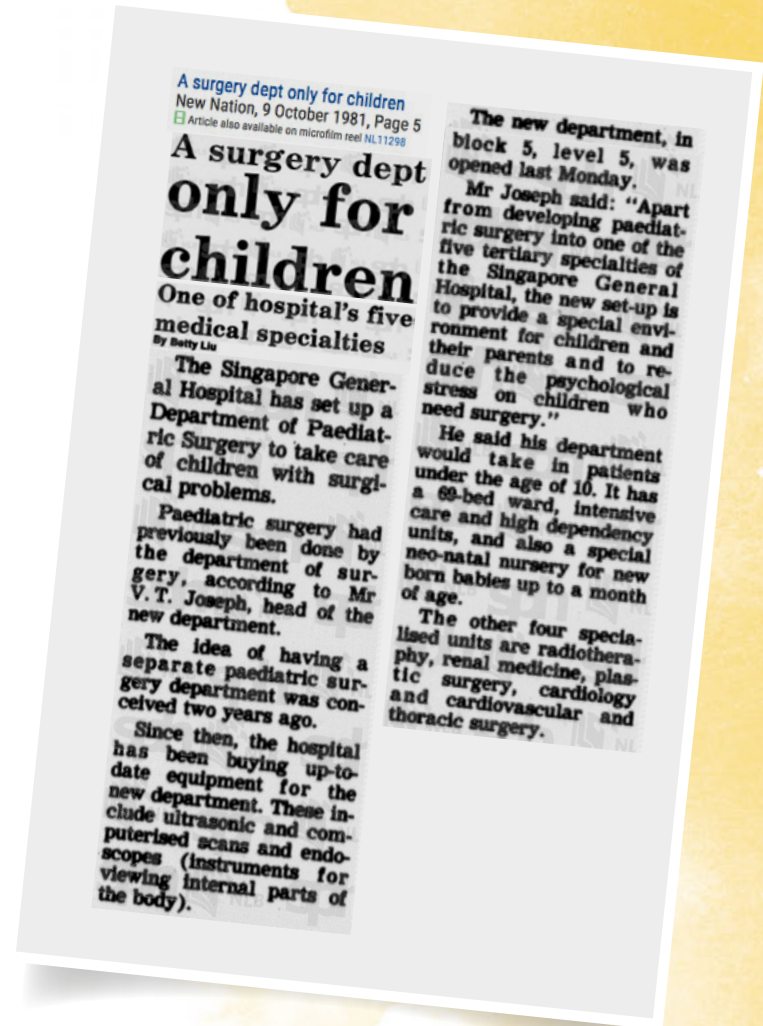 A surgery dept only for children
New Nation, 9 October 1981, Page 5
Article also available on microfilm reel NL11298
A surgery dept
only for
children
One of hospital's five
medical specialties
By Betty Liu
The Singapore Gener-
al Hospital has set up a
Department of Paediat-
ric Surgery to take care
of children with surgi-
cal problems.
Paediatric surgery had
previously been done by
the department of sur-
gery, according to Mr
V. T. Joseph, head of the
new department.
The idea of having a
separate paediatric sur-
gery department was con-
ceived two years ago.
Since then, the hospital
has been buying up-to-
date equipment for the
new department. These in-
clude ultrasonic and com-
puterised scans and endo-
scopes (instruments for
viewing internal parts of
the body).
The new department, in
block 5, level 5, was
opened last Monday.
Mr Joseph said: "Apart
from developing paediat-
ric surgery into one of the
five tertiary specialties of
the Singapore General
Hospital, the new set-up is
to provide a special envi-
ronment for children and
their parents and to re-
duce the psychological
stress on children who
need surgery."
He said his department
would take in patients
under the age of 10. It has
a 69-bed ward, intensive
care and high dependency
units, and also a special
neo-natal nursery for new
born babies up to a month
of age.
The other four specia-
lised units are radiothera-
phy, renal medicine, plas-
tic surgery, cardiology
and cardiovascular and
thoracic surgery.